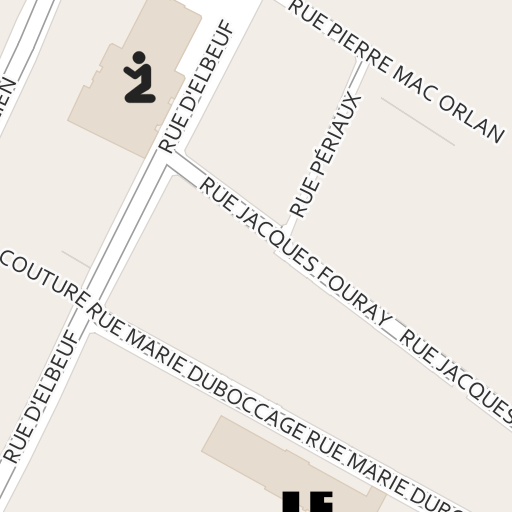 RUE PIERRE MAC ORLAN
RUE D'ELBEUF
RUE PÉRIAUX
RUE JACQUES FOURAY
RUE JACQUES
COUTURE
RUE MARIE DUBOCCAGE
RUE MARIE DUBO
RUE D'ELBEUF